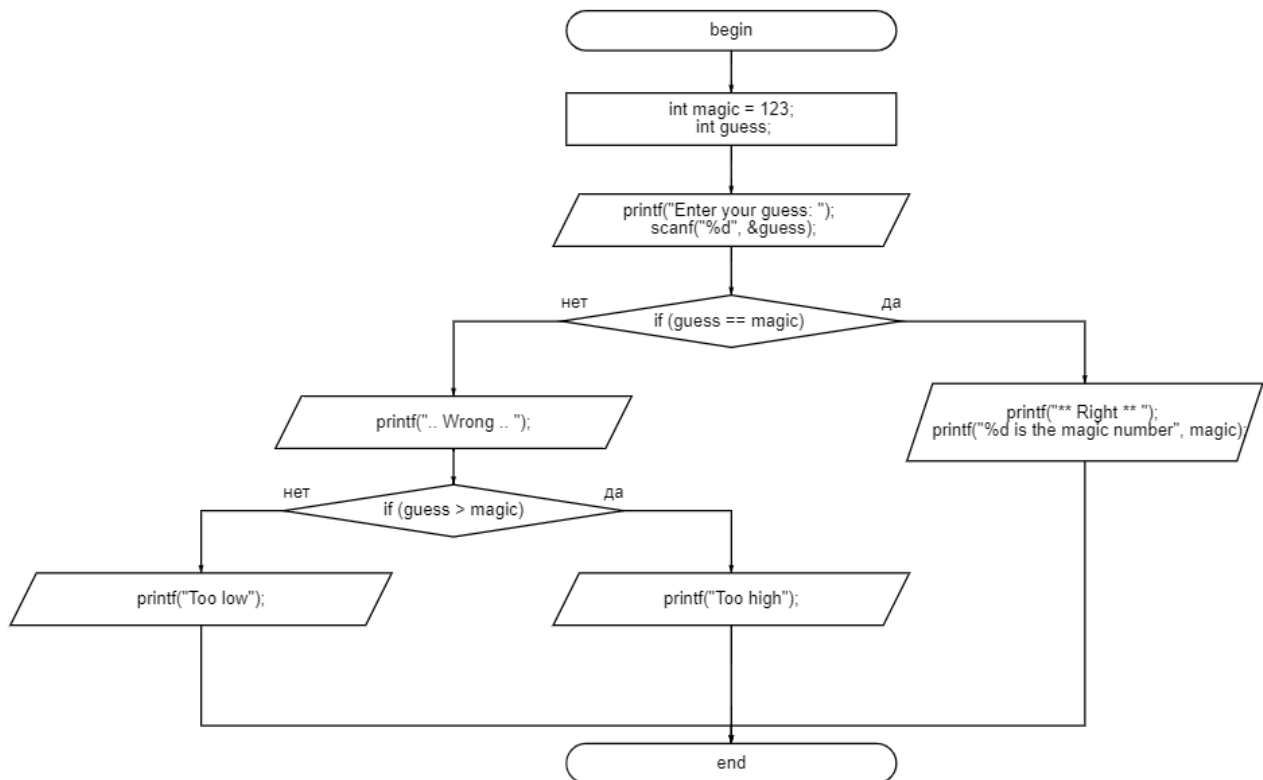 begin
int magic = 123;
int guess;
printf("Enter your guess: ");
scanf("%d", &guess);
нет
да
if (guess == magic)
printf(".. Wrong .. ");
printf("** Right ** ");
printf("%d is the magic number", magic);
нет
да
if (guess > magic)
printf("Too low");
printf("Too high");
end